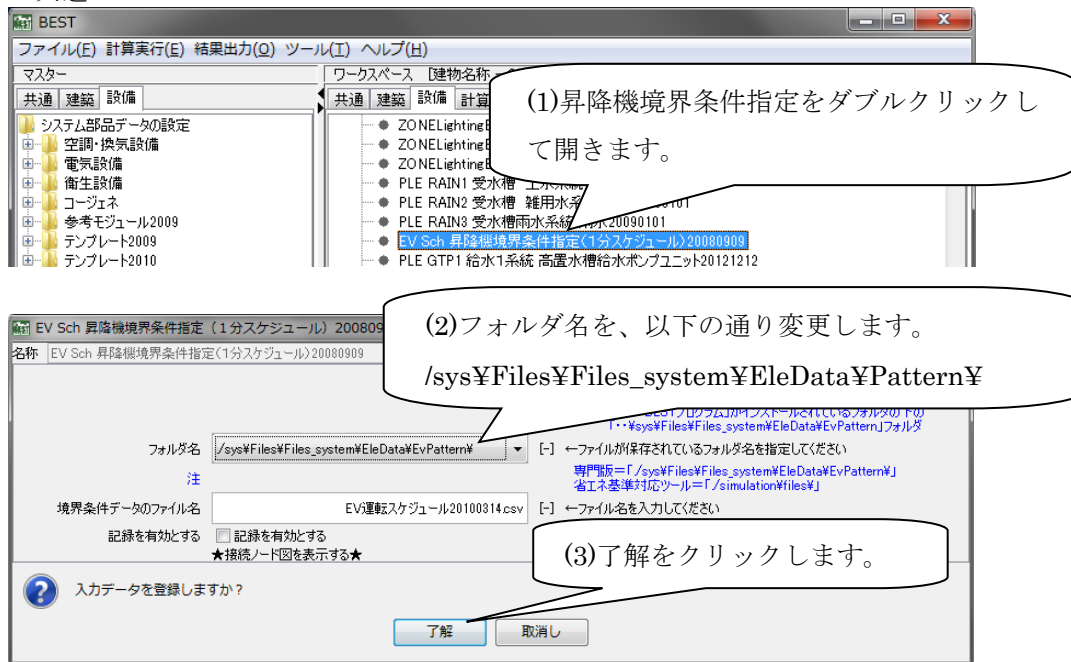 BEST
ファイル(F) 計算実行(E) 結果出力(O) ツール(T) ヘルプ(H)
マスター
ワークスペース [建物名称 -
共通 建築 設備
共通 建築 設備 計算
システム部品データの設定
空調・換気設備
電気設備
衛生設備
コージェネ
参考モジュール2009
テンプレート2009
テンプレート2010
ZONELighting
ZONELighting
ZONELighting
PLE RAIN1 受水槽 上水系統
PLE RAIN2 受水槽 雑用水系
PLE RAIN3 受水槽雨水系統 雨水20090101
EV Sch 昇降機境界条件指定(1分スケジュール)20080909
PLE GTP1 給水1系統 高置水槽給水ポンプユニット20121212
(1)昇降機境界条件指定をダブルクリックし
て開きます。
EV Sch 昇降機境界条件指定（1分スケジュール）200809
名称 EV Sch 昇降機境界条件指定(1分スケジュール)20080909
(2)フォルダ名を、以下の通り変更します。
/sys¥Files¥Files_system¥EleData¥Pattern¥
BESTプログラム」がインストールされているフォルダの下の
「・・¥sys¥Files¥Files_system¥EleData¥EvPattern」フォルダ
フォルダ名 /sys¥Files¥Files_system¥EleData¥EvPattern¥ [-] ←ファイルが保存されているフォルダ名を指定してください
注
専門版＝「/sys¥Files¥Files_system¥EleData¥EvPattern¥」
省エネ基準対応ツール＝「/simulation¥files¥」
境界条件データのファイル名 EV運転スケジュール20100314.csv [-] ←ファイル名を入力してください
記録を有効とする 記録を有効とする
★接続ノード図を表示する★
(3)了解をクリックします。
入力データを登録しますか？
了解 取消し